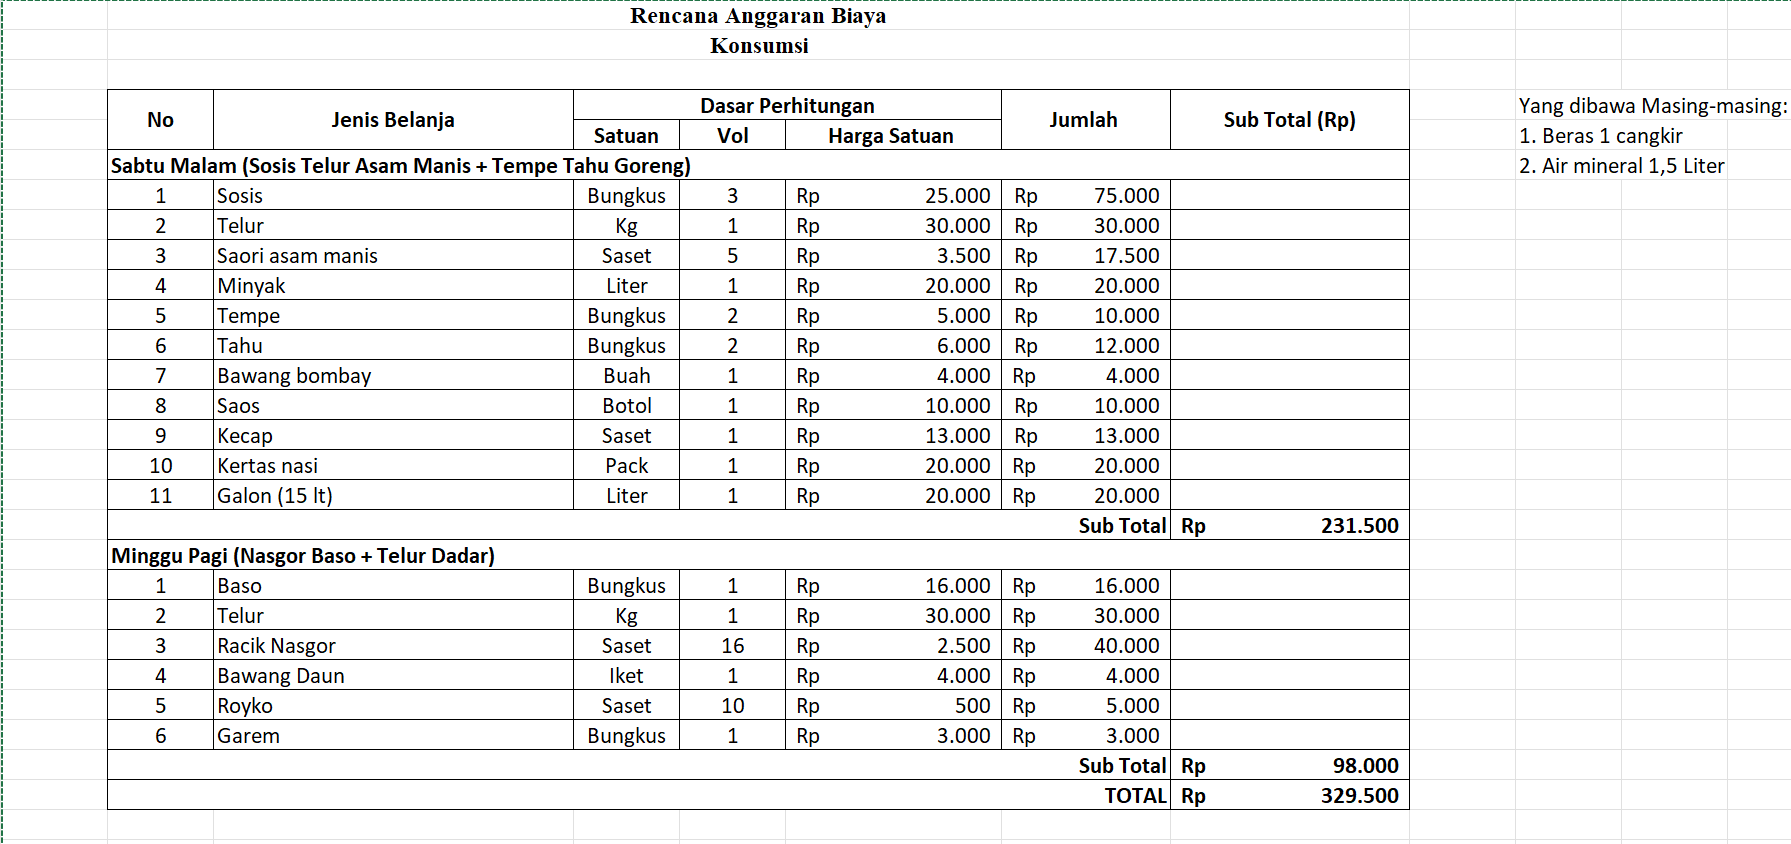 Rencana Anggaran Biaya
Konsumsi
No Jenis Belanja Dasar Perhitungan Jumlah Sub Total (Rp)
Satuan Vol Harga Satuan
Sabtu Malam (Sosis Telur Asam Manis + Tempe Tahu Goreng)
1 Sosis Bungkus 3 Rp 25.000 Rp 75.000
2 Telur Kg 1 Rp 30.000 Rp 30.000
3 Saori asam manis Saset 5 Rp 3.500 Rp 17.500
4 Minyak Liter 1 Rp 20.000 Rp 20.000
5 Tempe Bungkus 2 Rp 5.000 Rp 10.000
6 Tahu Bungkus 2 Rp 6.000 Rp 12.000
7 Bawang bombay Buah 1 Rp 4.000 Rp 4.000
8 Saos Botol 1 Rp 10.000 Rp 10.000
9 Kecap Saset 1 Rp 13.000 Rp 13.000
10 Kertas nasi Pack 1 Rp 20.000 Rp 20.000
11 Galon (15 lt) Liter 1 Rp 20.000 Rp 20.000
Sub Total Rp 231.500
Minggu Pagi (Nasgor Baso + Telur Dadar)
1 Baso Bungkus 1 Rp 16.000 Rp 16.000
2 Telur Kg 1 Rp 30.000 Rp 30.000
3 Racik Nasgor Saset 16 Rp 2.500 Rp 40.000
4 Bawang Daun Iket 1 Rp 4.000 Rp 4.000
5 Royko Saset 10 Rp 500 Rp 5.000
6 Garem Bungkus 1 Rp 3.000 Rp 3.000
Sub Total Rp 98.000
TOTAL Rp 329.500
Yang dibawa Masing-masing:
1. Beras 1 cangkir
2. Air mineral 1,5 Liter